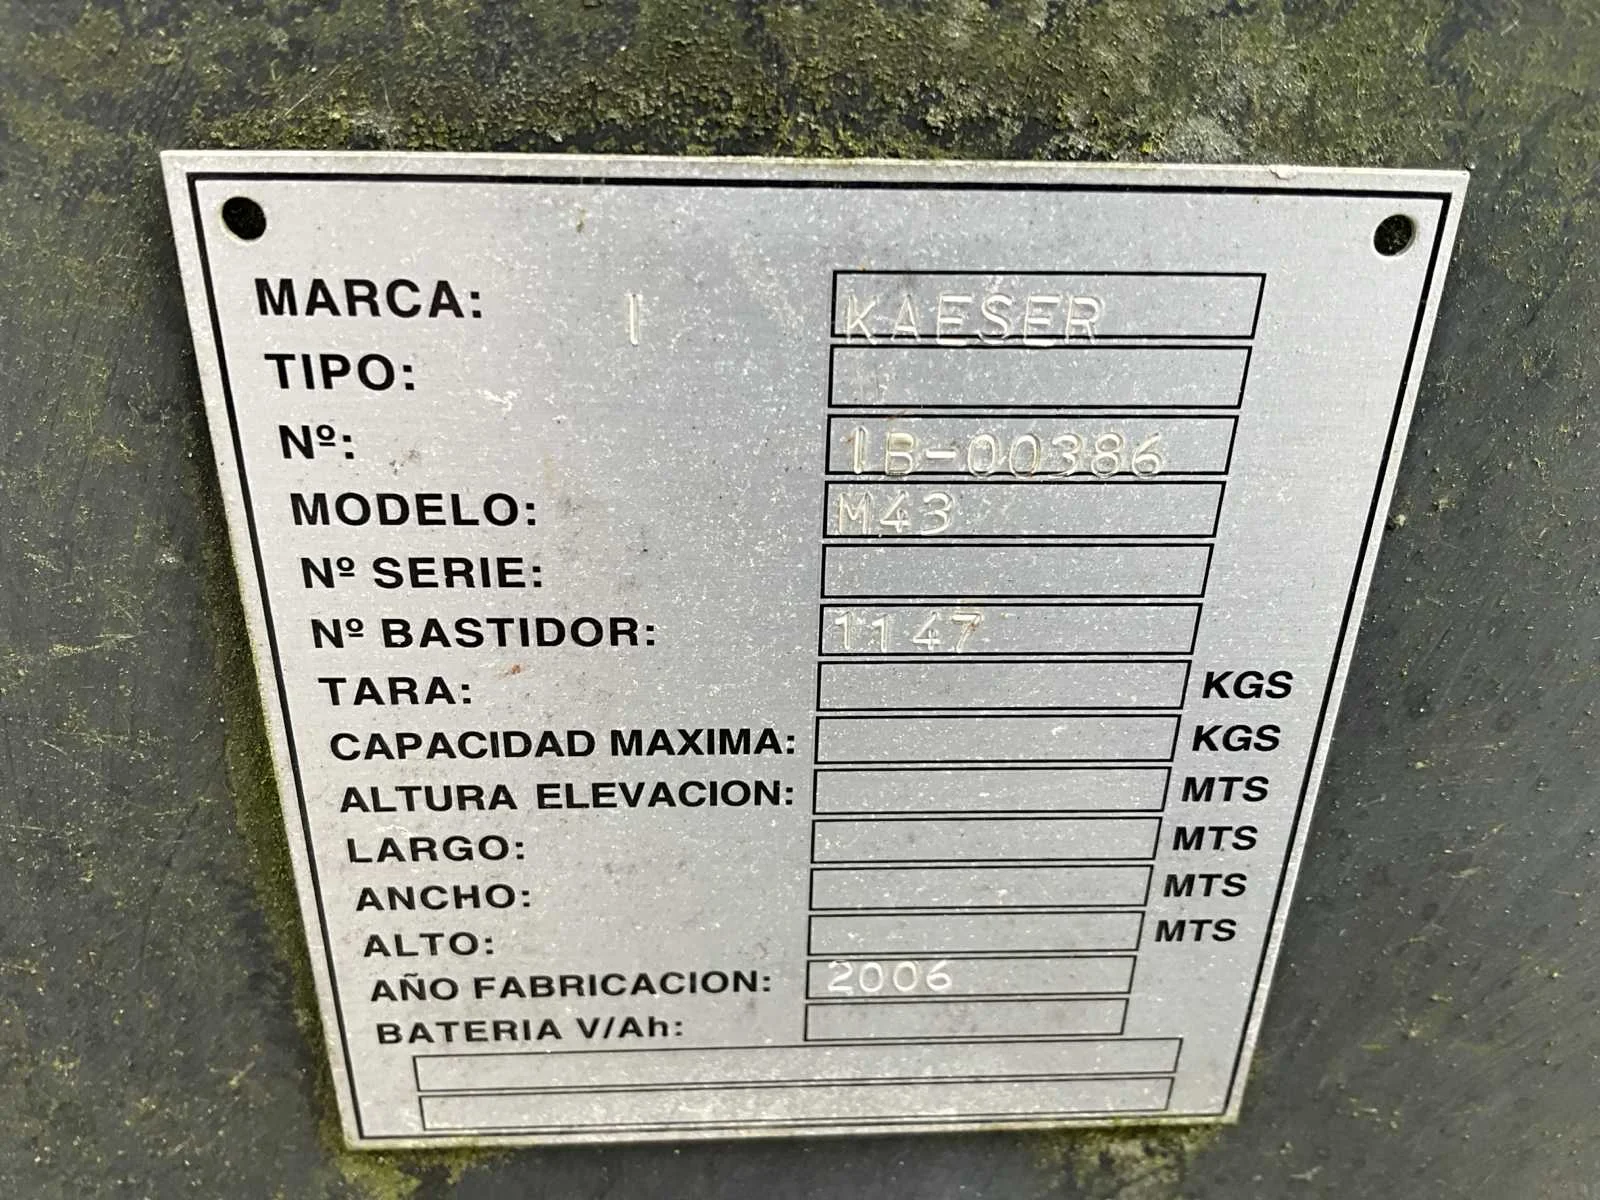 MARCA: I KAESER
TIPO:
Nº: 1B-00386
MODELO: M43
Nº SERIE:
Nº BASTIDOR: 1147
TARA: KGS
CAPACIDAD MAXIMA: KGS
ALTURA ELEVACION: MTS
LARGO: MTS
ANCHO: MTS
ALTO: MTS
AÑO FABRICACION: 2006
BATERIA V/Ah: